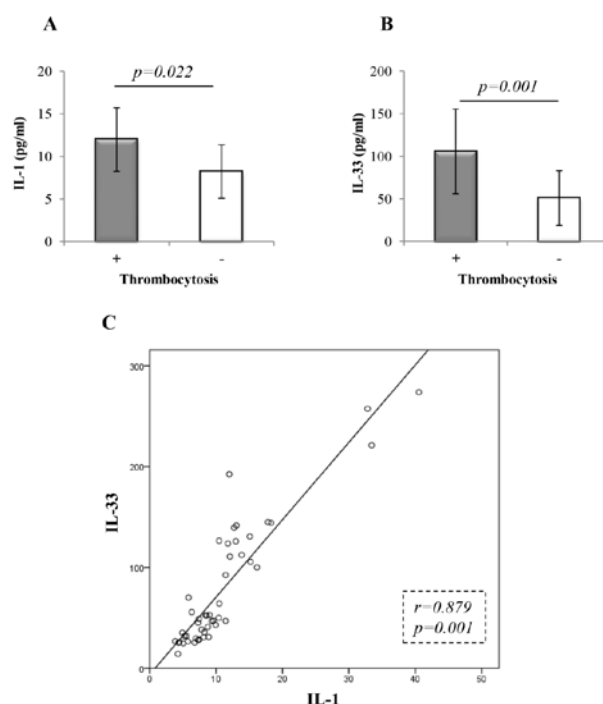 A
p=0.022
IL-1 (pg/ml)
20
15
10
5
0
+ -
Thrombocytosis
B
p=0.001
IL-33 (pg/ml)
200
150
100
50
0
+ -
Thrombocytosis
C
IL-33
300
200
100
0
r=0.879
p=0.001
0 10 20 30 40 50
IL-1